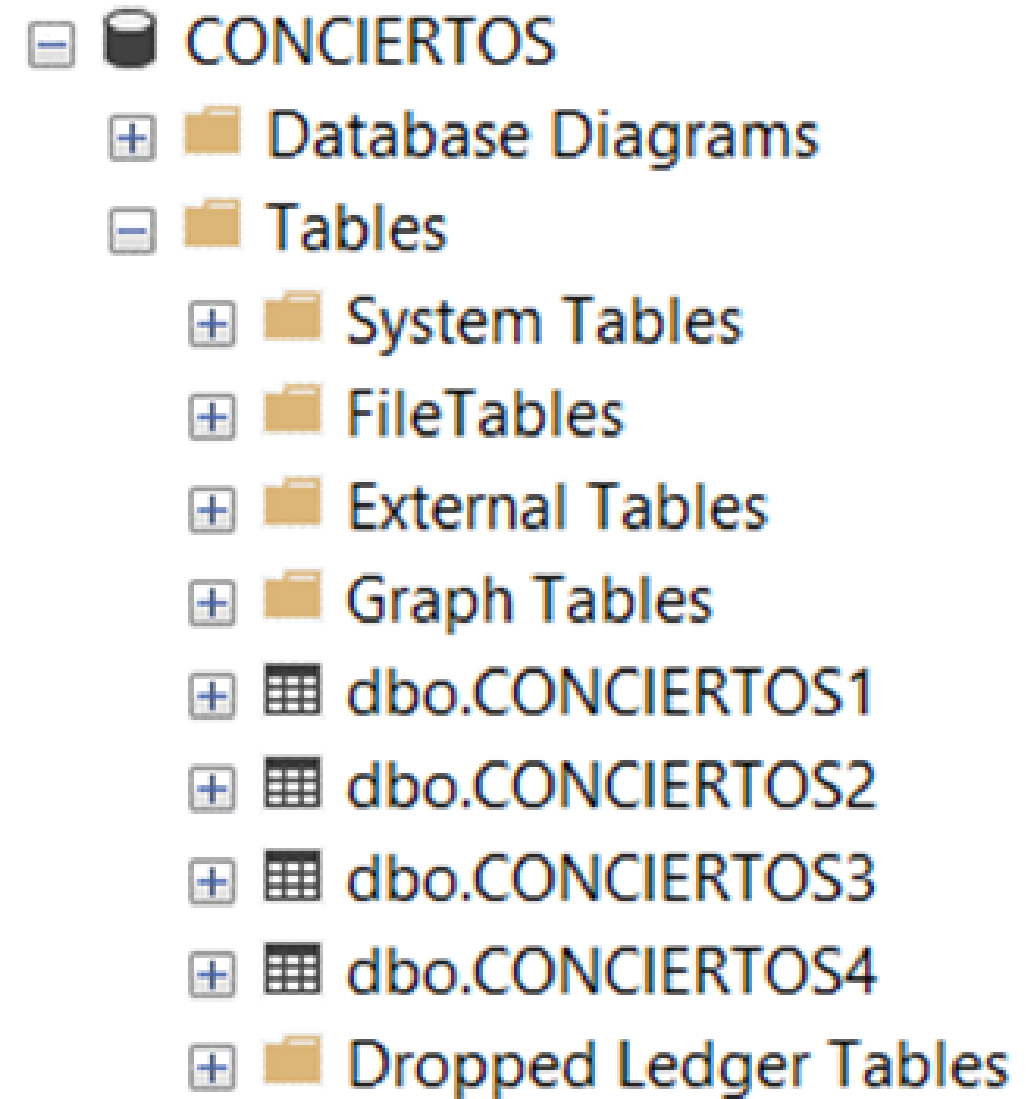 CONCIERTOS
Database Diagrams
Tables
System Tables
FileTables
External Tables
Graph Tables
dbo.CONCIERTOS1
dbo.CONCIERTOS2
dbo.CONCIERTOS3
dbo.CONCIERTOS4
Dropped Ledger Tables